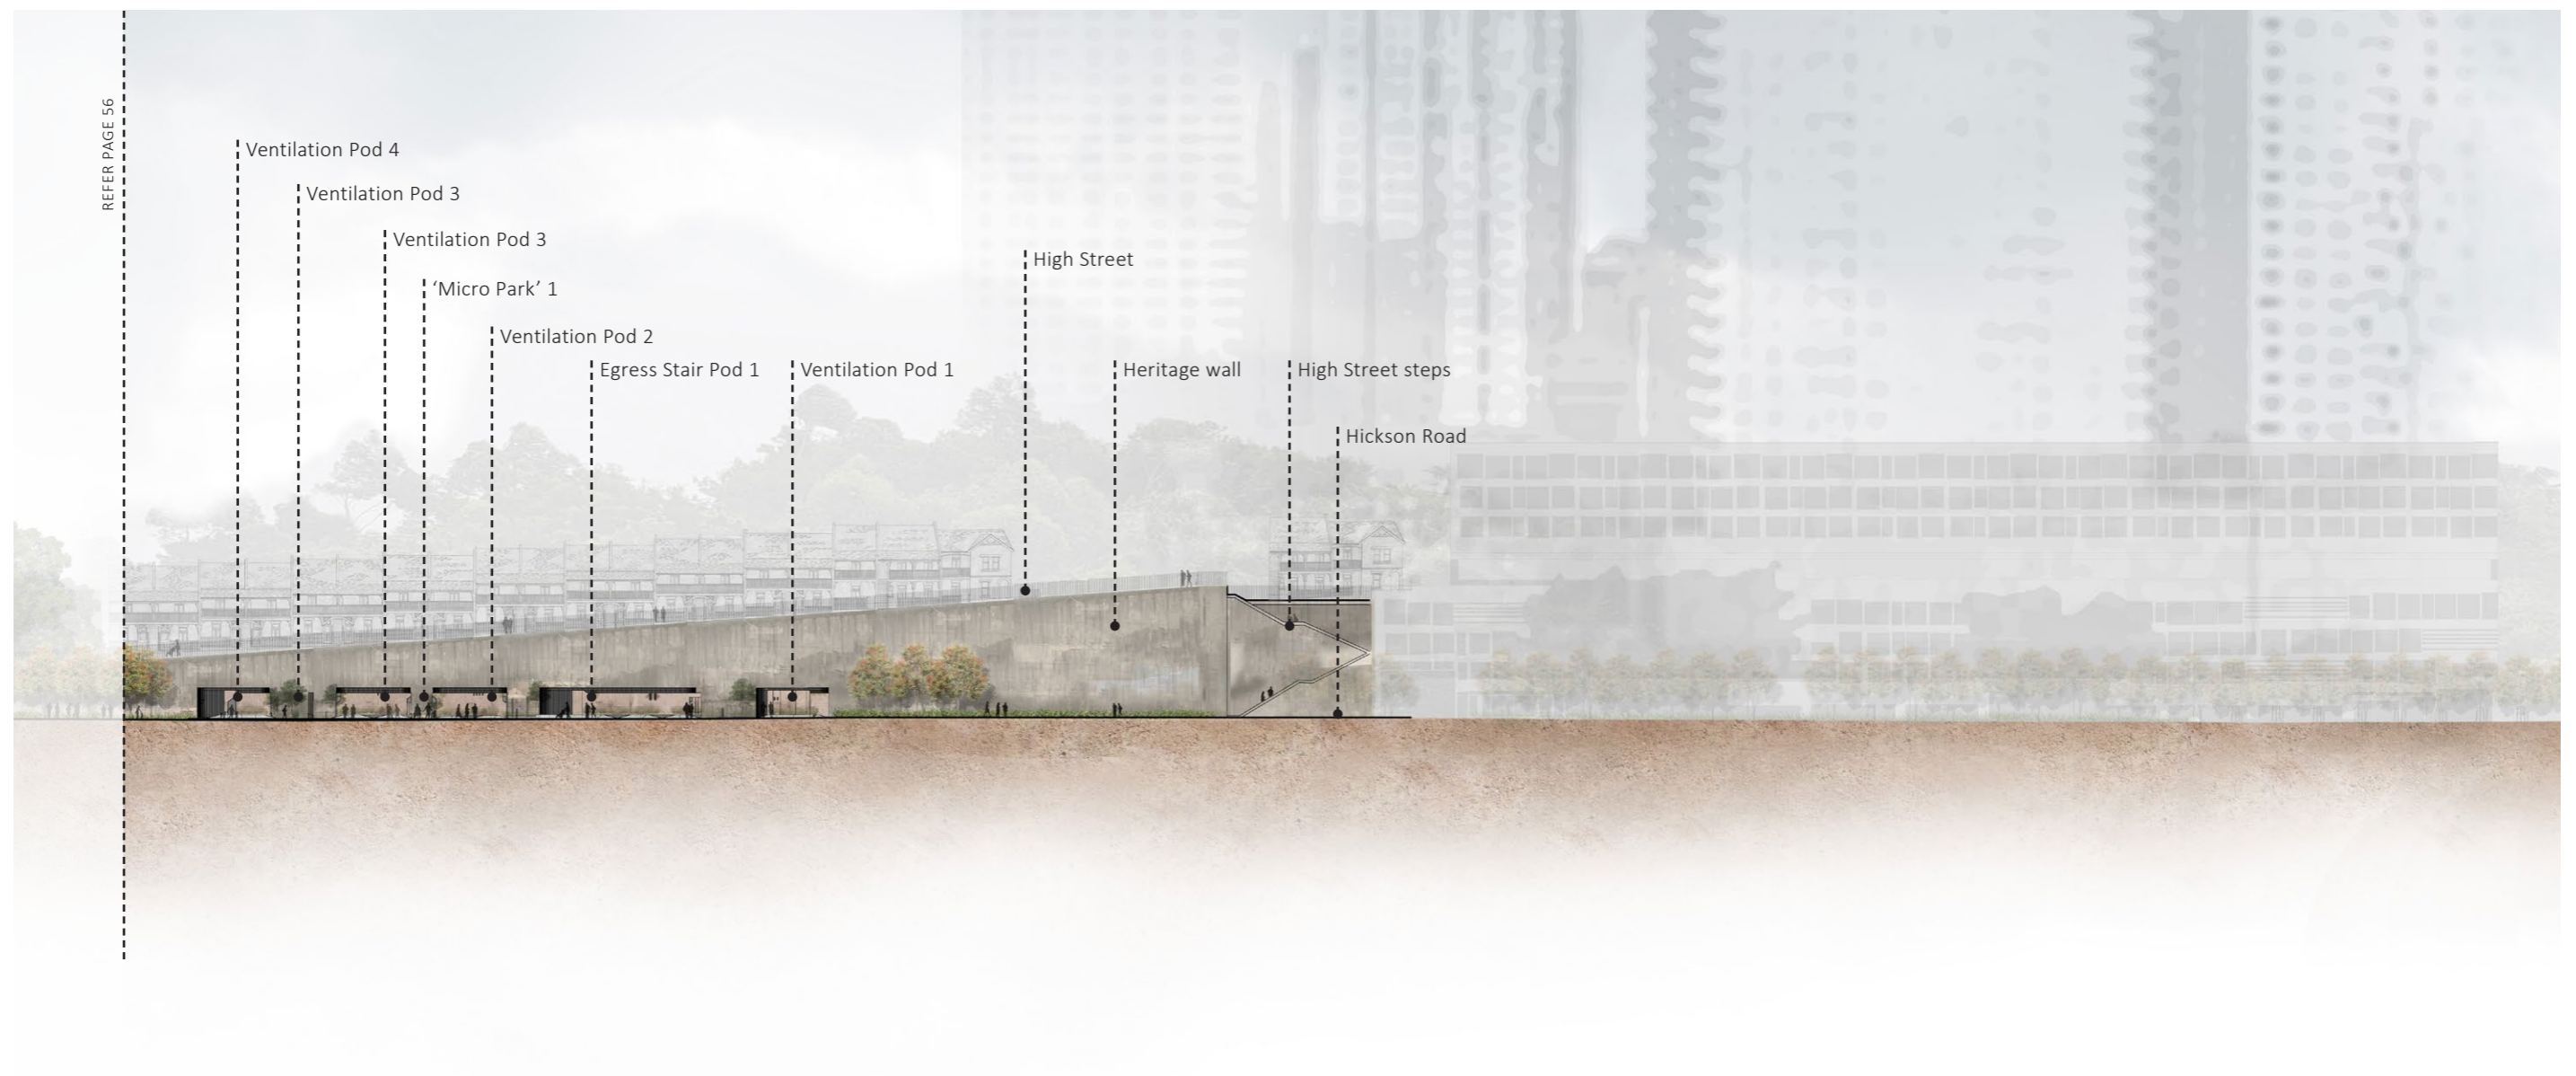 REFER PAGE 56
Ventilation Pod 4
Ventilation Pod 3
Ventilation Pod 3
‘Micro Park’ 1
Ventilation Pod 2
Egress Stair Pod 1
Ventilation Pod 1
High Street
Heritage wall
High Street steps
Hickson Road